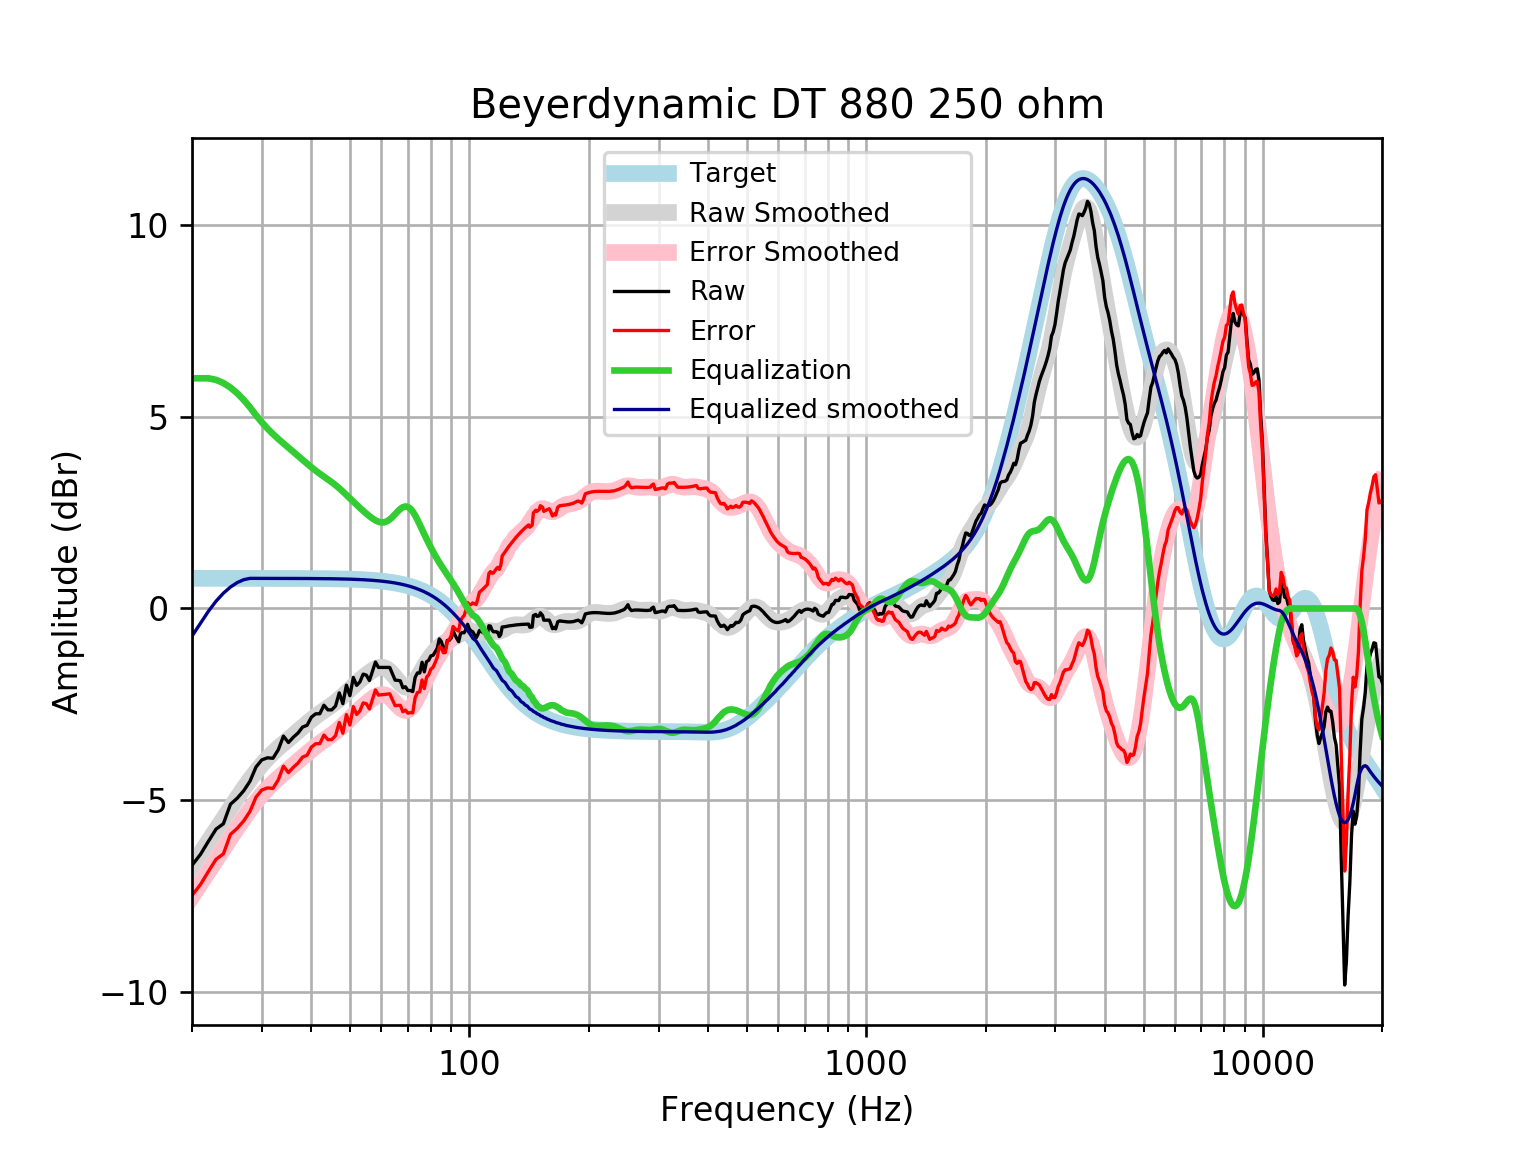 Beyerdynamic DT 880 250 ohm
Target
Raw Smoothed
Error Smoothed
Raw
Error
Equalization
Equalized smoothed
10
5
0
−5
−10
Amplitude (dBr)
100 1000 10000
Frequency (Hz)